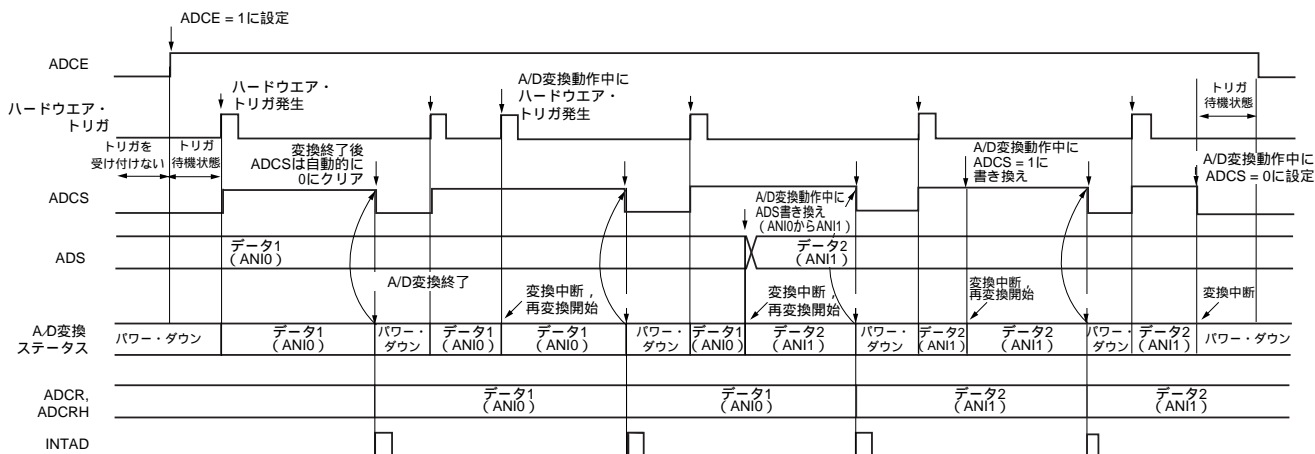 ADCE = 1に設定
ADCE
ハードウエア・
トリガ発生
A/D変換動作中に
ハードウエア・
トリガ発生
トリガ
待機状態
ハードウエア・
トリガ
トリガを
受け付けない
トリガ
待機状態
変換終了後
ADCSは自動的に
0にクリア
A/D変換動作中に
ADCS = 1に
書き換え
A/D変換動作中に
ADCS = 0に設定
ADCS
A/D変換動作中に
ADS書き換え
(ANI0からANI1)
ADS
データ1
(ANI0)
データ2
(ANI1)
A/D変換終了
変換中断,
再変換開始
変換中断,
再変換開始
変換中断,
再変換開始
変換中断
A/D変換
ステータス
パワー・ダウン
データ1
(ANI0)
パワー・
ダウン
データ1
(ANI0)
データ1
(ANI0)
パワー・
ダウン
データ1
(ANI0)
データ2
(ANI1)
パワー・
ダウン
データ2
(ANI1)
データ2
(ANI1)
パワー・
ダウン
データ2
(ANI1)
パワー・ダウン
ADCR,
ADCRH
データ1
(ANI0)
データ1
(ANI0)
データ2
(ANI1)
データ2
(ANI1)
INTAD